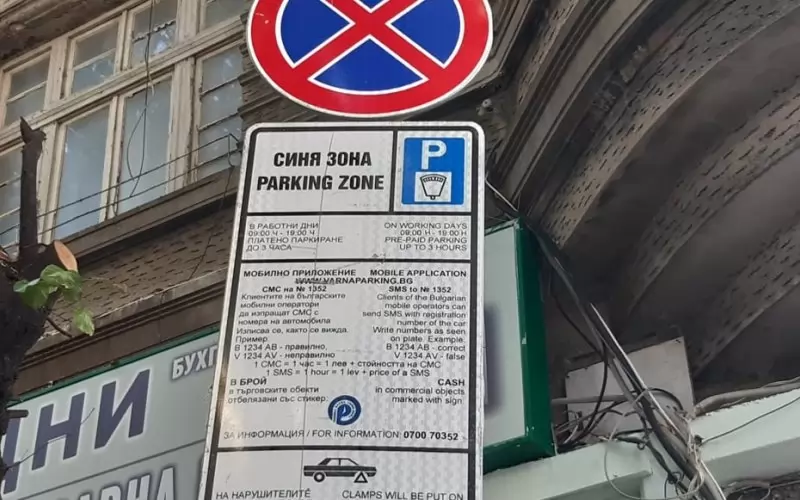 СИНЯ ЗОНА
PARKING ZONE
P
В РАБОТНИ ДНИ ON WORKING DAYS
09:00 Ч - 19:00 Ч 09:00 H - 19:00 H
ПЛАТЕНО ПАРКИРАНЕ PRE-PAID PARKING
ДО 3 ЧАСА UP TO 3 HOURS
МОБИЛНО ПРИЛОЖЕНИЕ MOBILE APPLICATION
WWW.VARNAPARKING.BG
СМС на № 1352 SMS to № 1352
Клиентите на българските Clients of the Bulgarian
мобилни оператори mobile operators can
да изпращат СМС с send SMS with registration
номера на автомобила number of the car
Изписва се, както се вижда. Write numbers as seen
Пример: on plate. Example.
В 1234 АВ - правилно, B 1234 AB - correct
V 1234 AV - неправилно V 1234 AV - false
1 СМС = 1 час = 1 лев + стойността на СМС
1 SMS = 1 hour = 1 lev + price of a SMS
В БРОЙ CASH
в търговските обекти in commercial objects
отбелязани със стикер: marked with sign
ЗА ИНФОРМАЦИЯ / FOR INFORMATION: 0700 70352
НА НАРУШИТЕЛИТЕ CLAMPS WILL BE PUT ON
БУХГ
ДНИ